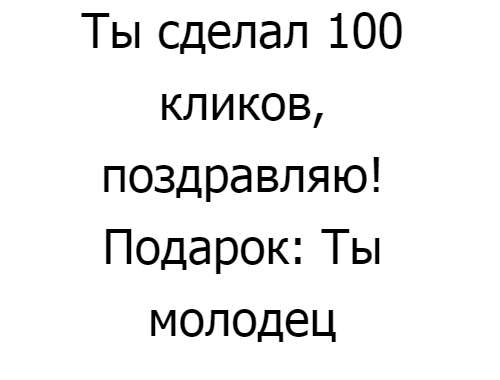 Ты сделал 100
кликов,
поздравляю!
Подарок: Ты
молодец